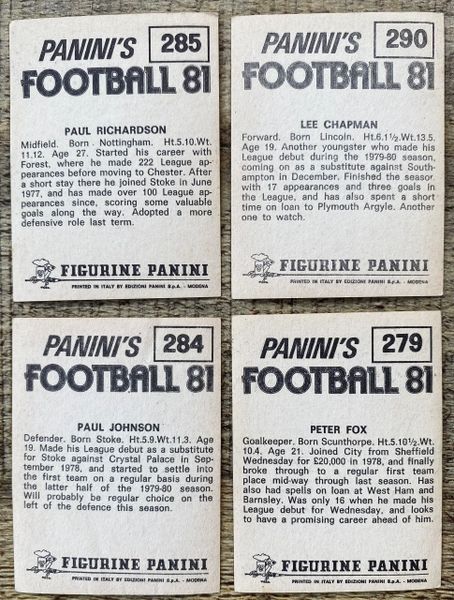 PANINI'S 285
FOOTBALL 81
PAUL RICHARDSON
Midfield. Born Nottingham. Ht.5.10.Wt.
11.12. Age 27. Started his career with
Forest, where he made 222 League ap-
pearances before moving to Chester. After
a short stay there he joined Stoke in June
1977, and has made over 100 League ap-
pearances since, scoring some valuable
goals along the way. Adopted a more
defensive role last term.
FIGURINE PANINI
PRINTED IN ITALY BY EDIZIONI PANINI S.p.A. - MODENA
PANINI'S 290
FOOTBALL 81
LEE CHAPMAN
Forward. Born Lincoln. Ht.6.1½.Wt.13.5.
Age 19. Another youngster who made his
League debut during the 1979-80 season,
coming on as a substitute against South-
ampton in December. Finished the season
with 17 appearances and three goals in
the League, and has also spent a short
time on loan to Plymouth Argyle. Another
one to watch.
FIGURINE PANINI
PRINTED IN ITALY BY EDIZIONI PANINI S.p.A. - MODENA
PANINI'S 284
FOOTBALL 81
PAUL JOHNSON
Defender. Born Stoke. Ht.5.9.Wt.11.3. Age
19. Made his League debut as a substitute
for Stoke against Crystal Palace in Sep-
tember 1978, and started to settle into
the first team on a regular basis during
the latter half of the 1979-80 season.
Will probably be regular choice on the
left of the defence this season.
FIGURINE PANINI
PRINTED IN ITALY BY EDIZIONI PANINI S.p.A. - MODENA
PANINI'S 279
FOOTBALL 81
PETER FOX
Goalkeeper. Born Scunthorpe. Ht.5.10½.Wt.
10.4. Age 21. Joined City from Sheffield
Wednesday for £20,000 in 1978, and finally
broke through to a regular first team
place mid-way through last season. Has
also had spells on loan at West Ham and
Barnsley. Was only 16 when he made his
League debut for Wednesday, and looks
to have a promising career ahead of him.
FIGURINE PANINI
PRINTED IN ITALY BY EDIZIONI PANINI S.p.A. - MODENA